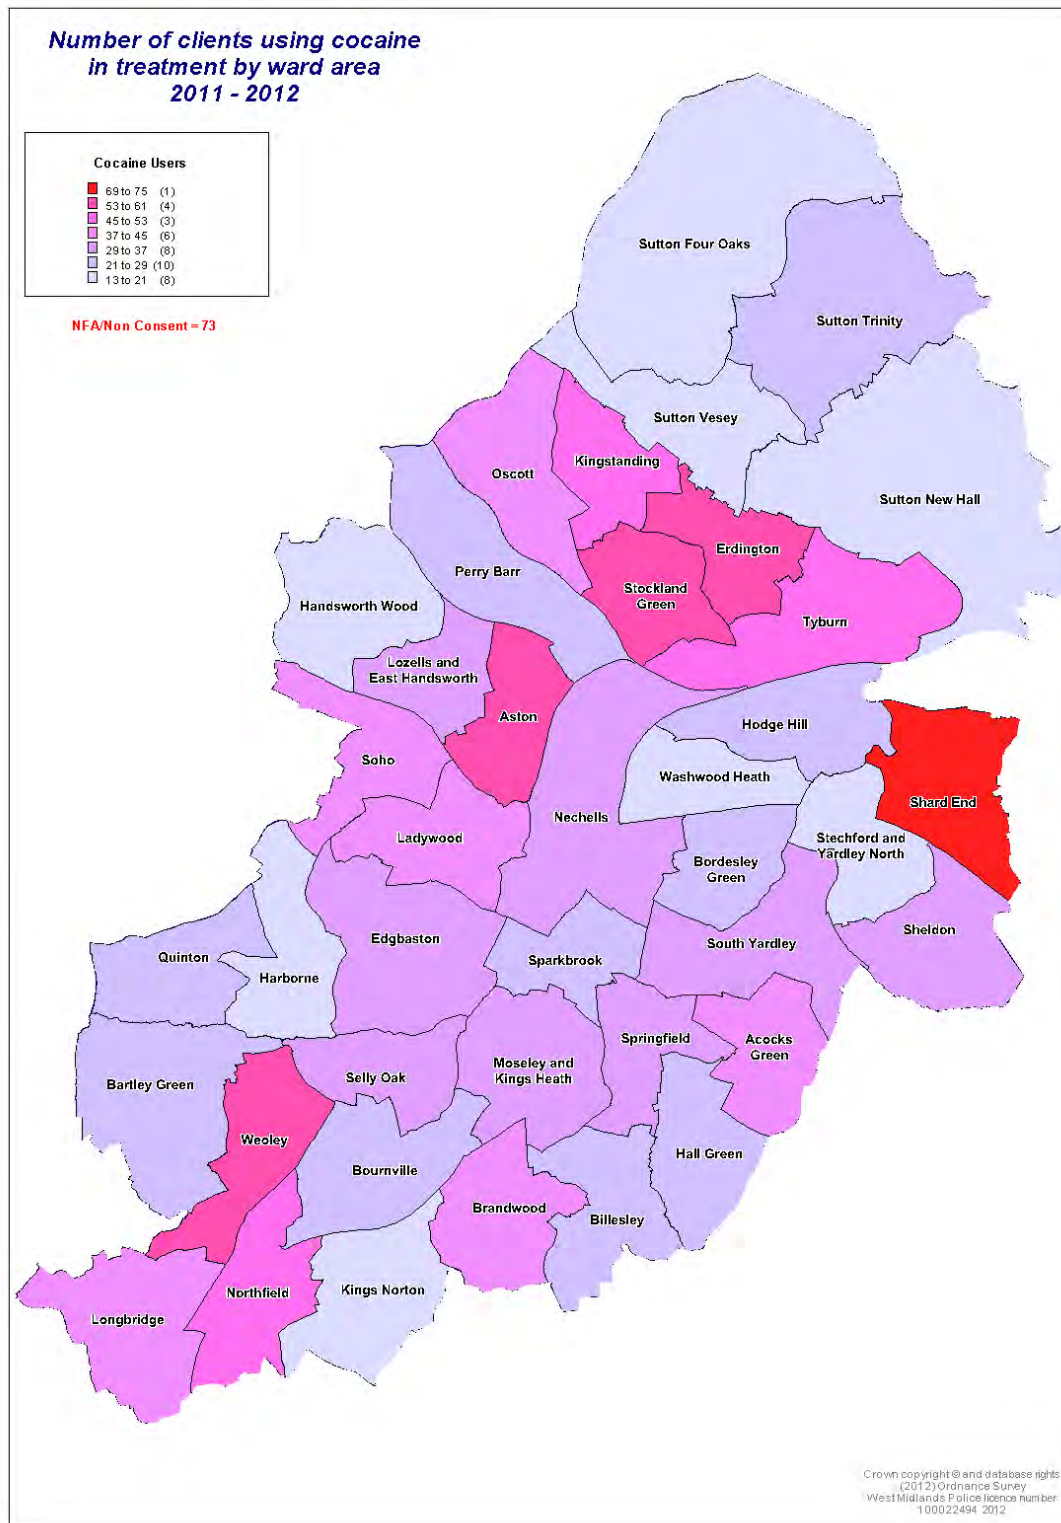 Number of clients using cocaine
in treatment by ward area
2011 - 2012
Cocaine Users
69 to 75 (1)
53 to 61 (4)
45 to 53 (3)
37 to 45 (6)
29 to 37 (8)
21 to 29 (10)
13 to 21 (8)
NFA/Non Consent = 73
Sutton Four Oaks
Sutton Trinity
Sutton Vesey
Kingstanding
Oscott
Sutton New Hall
Erdington
Perry Barr
Stockland
Green
Handsworth Wood
Tyburn
Lozells and
East Handsworth
Aston
Hodge Hill
Soho
Washwood Heath
Shard End
Nechells
Ladywood
Stechford and
Yardley North
Bordesley
Green
Sheldon
Edgbaston
South Yardley
Quinton
Sparkbrook
Harborne
Springfield
Acocks
Green
Moseley and
Kings Heath
Selly Oak
Bartley Green
Weoley
Hall Green
Bournville
Brandwood
Billesley
Kings Norton
Northfield
Longbridge
Crown copyright © and database rights
(2012) Ordnance Survey
West Midlands Police licence number
100022494 2012